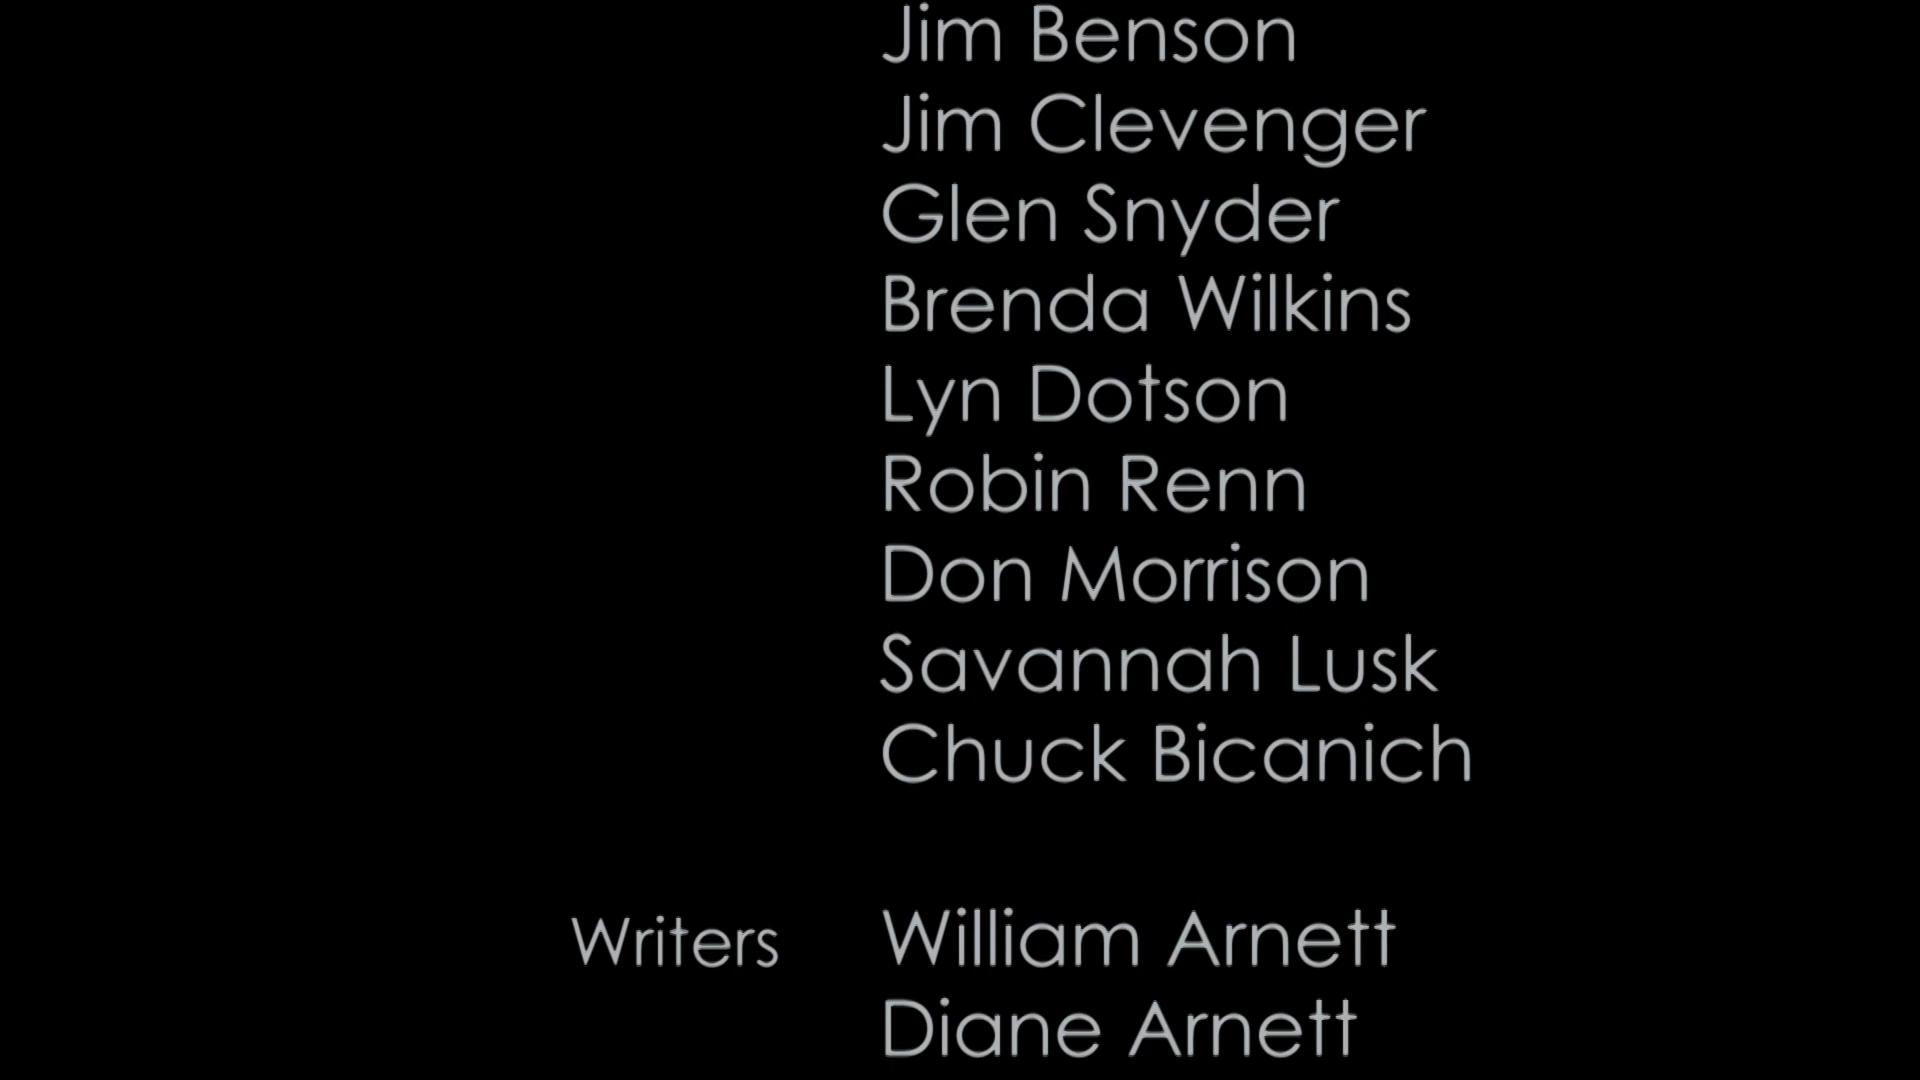 Jim Benson
Jim Clevenger
Glen Snyder
Brenda Wilkins
Lyn Dotson
Robin Renn
Don Morrison
Savannah Lusk
Chuck Bicanich
Writers William Arnett
Diane Arnett